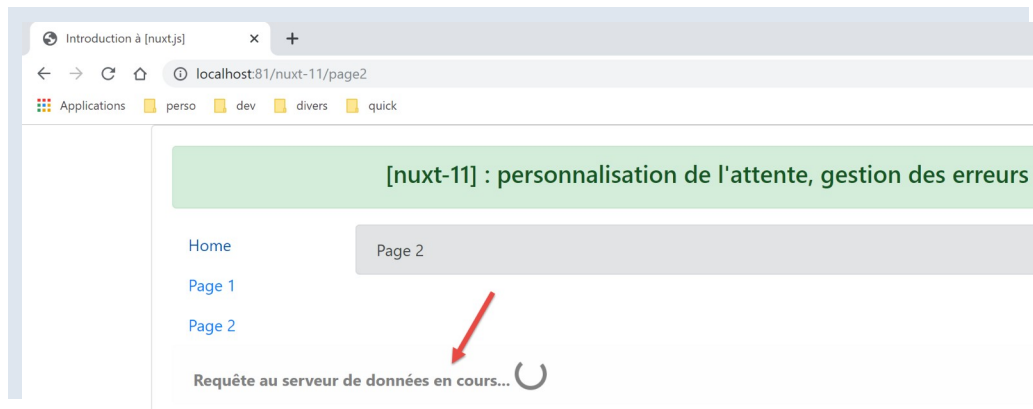 Introduction à [nuxt.js]
localhost:81/nuxt-11/page2
Applications perso dev divers quick
[nuxt-11] : personnalisation de l'attente, gestion des erreurs
Home
Page 2
Page 1
Page 2
Requête au serveur de données en cours...